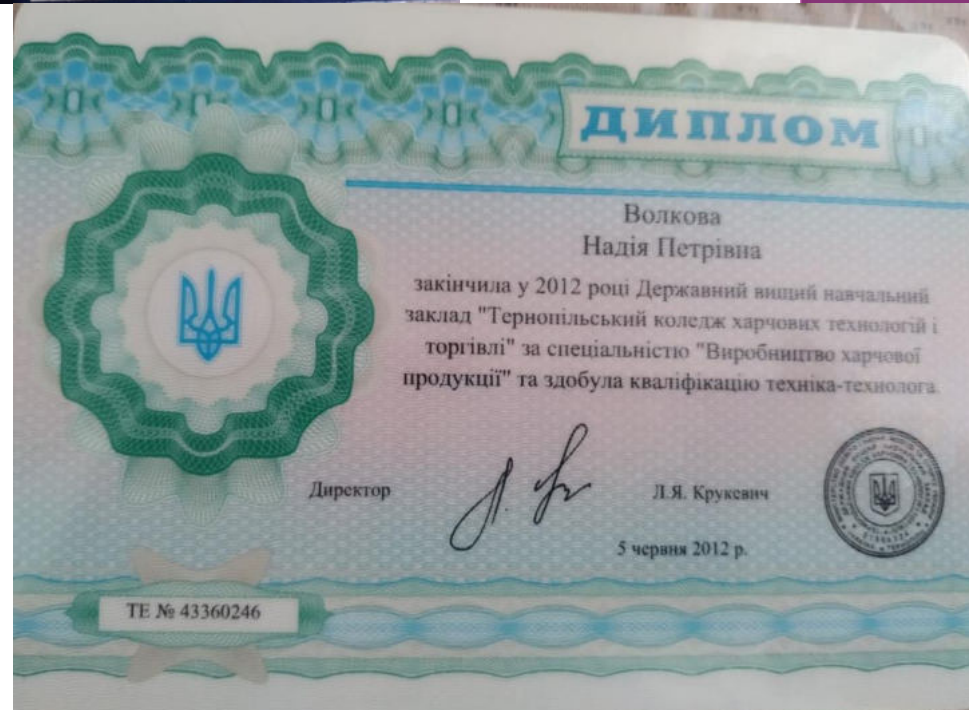 ДИПЛОМ
Волкова
Надія Петрівна
закінчила у 2012 році Державний вищий навчальний
заклад "Тернопільський коледж харчових технологій і
торгівлі" за спеціальністю "Виробництво харчової
продукції" та здобула кваліфікацію техніка-технолога.
Директор
Л.Я. Крукевич
5 червня 2012 р.
ТЕ № 43360246